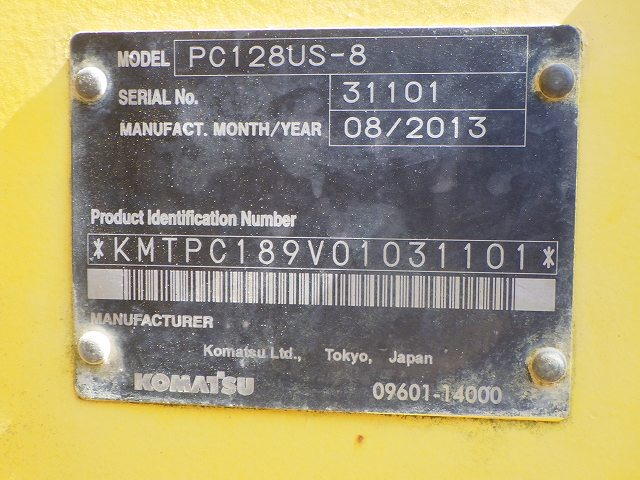 MODEL PC128US-8
SERIAL No. 31101
MANUFACT. MONTH/YEAR 08/2013
Product Identification Number
*KMTPC189V01031101*
MANUFACTURER
Komatsu Ltd., Tokyo, Japan
KOMATSU 09601-14000